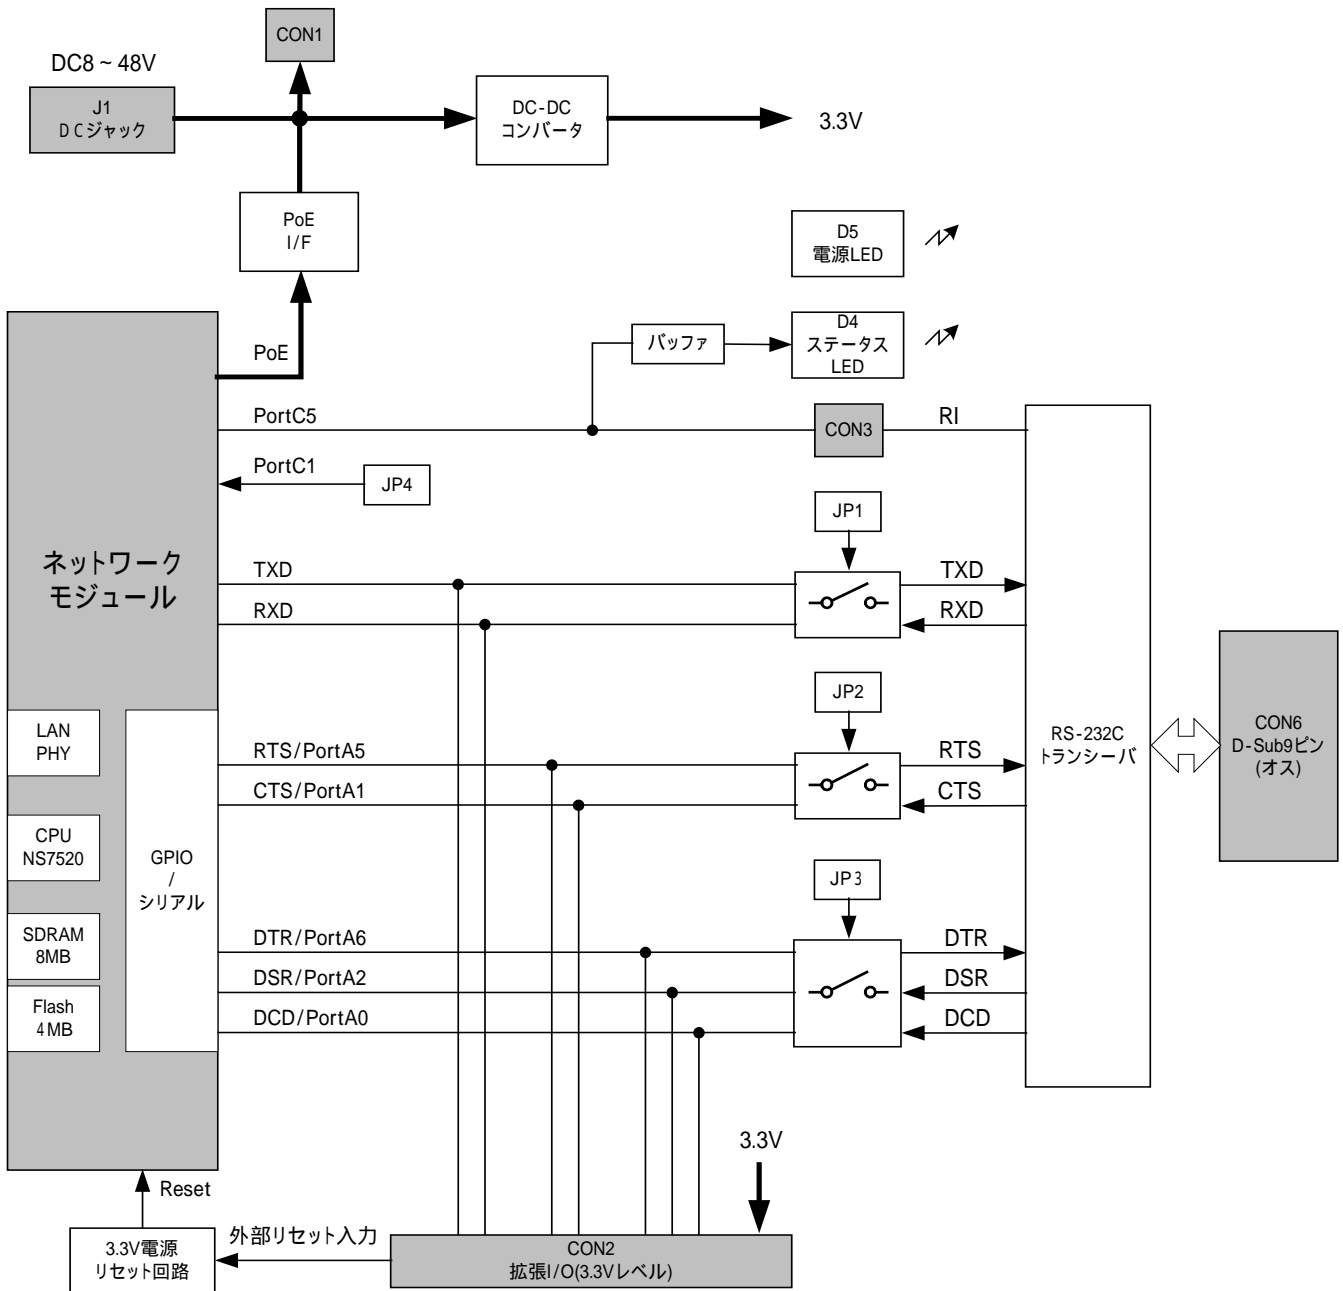 CON1
DC8 ~ 48V
J1
DCジャック
DC-DC
コンバータ
3.3V
PoE
I/F
D5
電源LED
D4
ステータス
LED
バッファ
PoE
PortC5
CON3
RI
PortC1
JP4
JP1
ネットワーク
モジュール
TXD
TXD
RXD
RXD
JP2
LAN
PHY
RTS/PortA5
RTS
CTS/PortA1
CTS
RS-232C
トランシーバ
CON6
D-Sub9ピン
(オス)
CPU
NS7520
GPIO
/
シリアル
JP3
SDRAM
8MB
DTR/PortA6
DTR
DSR/PortA2
DSR
Flash
4MB
DCD/PortA0
DCD
3.3V
Reset
外部リセット入力
3.3V電源
リセット回路
CON2
拡張I/O(3.3Vレベル)